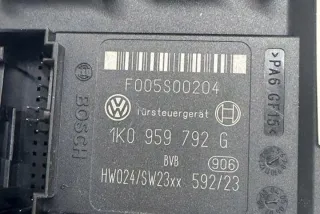 F005S00204
türsteuergerät
1K0 959 792 G
BVB
906
HW024/SW23xx 592/23
BOSCH
>PA6 GF15<